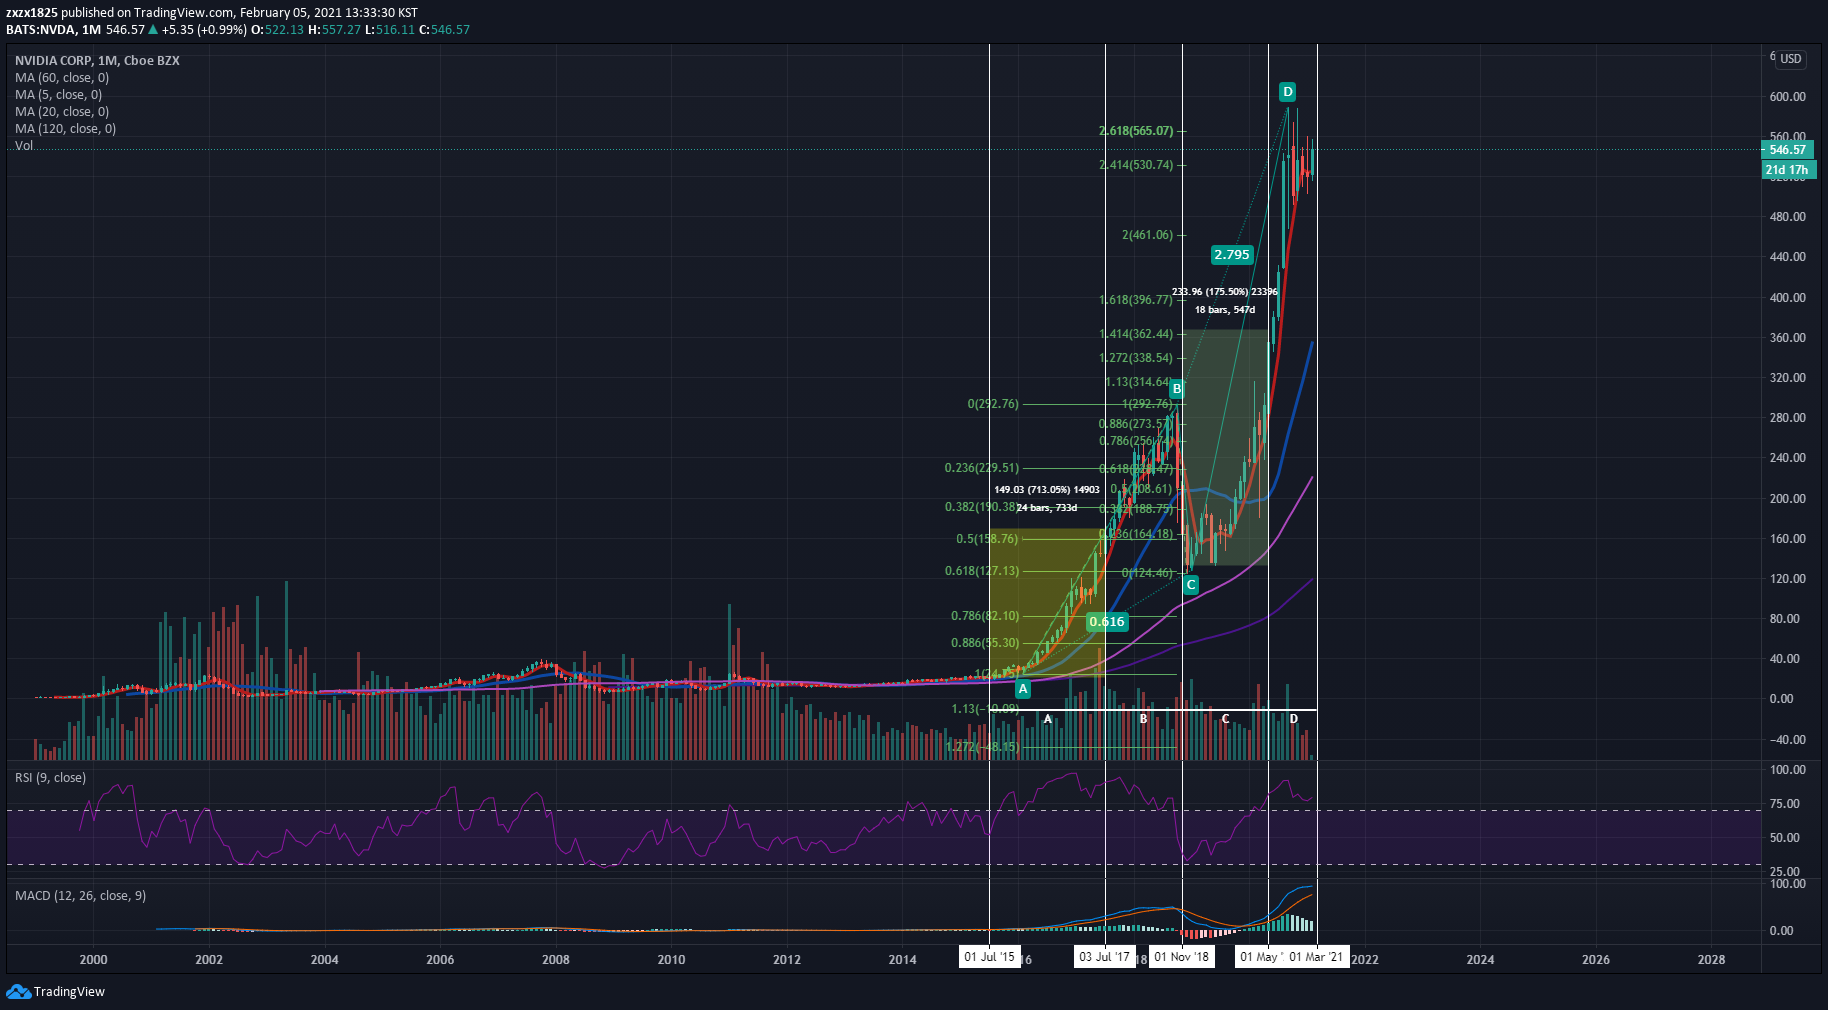 zxzx1825 published on TradingView.com, February 05, 2021 13:33:30 KST
BATS:NVDA, 1M 546.57 ▲ +5.35 (+0.99%) O:522.13 H:557.27 L:516.11 C:546.57
NVIDIA CORP, 1M, Cboe BZX
MA (60, close, 0)
MA (5, close, 0)
MA (20, close, 0)
MA (120, close, 0)
Vol
USD
600.00
560.00
546.57
21d 17h
480.00
440.00
400.00
360.00
320.00
280.00
240.00
200.00
160.00
120.00
80.00
40.00
0.00
−40.00
D
2.618(565.07)
2.414(530.74)
2(461.06)
2.795
233.96 (175.50%) 23396
18 bars, 547d
1.618(396.77)
1.414(362.44)
1.272(338.54)
1.13(314.64)
B
0(292.76)
1(292.76)
0.886(273.57)
0.786(256.74)
0.236(229.51)
0.618(228.47)
149.03 (713.05%) 14903
0.5(208.61)
0.382(190.38)
24 bars, 733d
0.382(188.75)
0.236(164.18)
0.5(158.76)
0.618(127.13)
0(124.46)
C
0.786(82.10)
0.616
0.886(55.30)
A
1.13(−10.09)
A
B
C
D
1.272(−48.15)
RSI (9, close)
100.00
75.00
50.00
25.00
MACD (12, 26, close, 9)
100.00
0.00
2000
2002
2004
2006
2008
2010
2012
2014
01 Jul '15
16
03 Jul '17
18
01 Nov '18
01 May '
01 Mar '21
2022
2024
2026
2028
TradingView